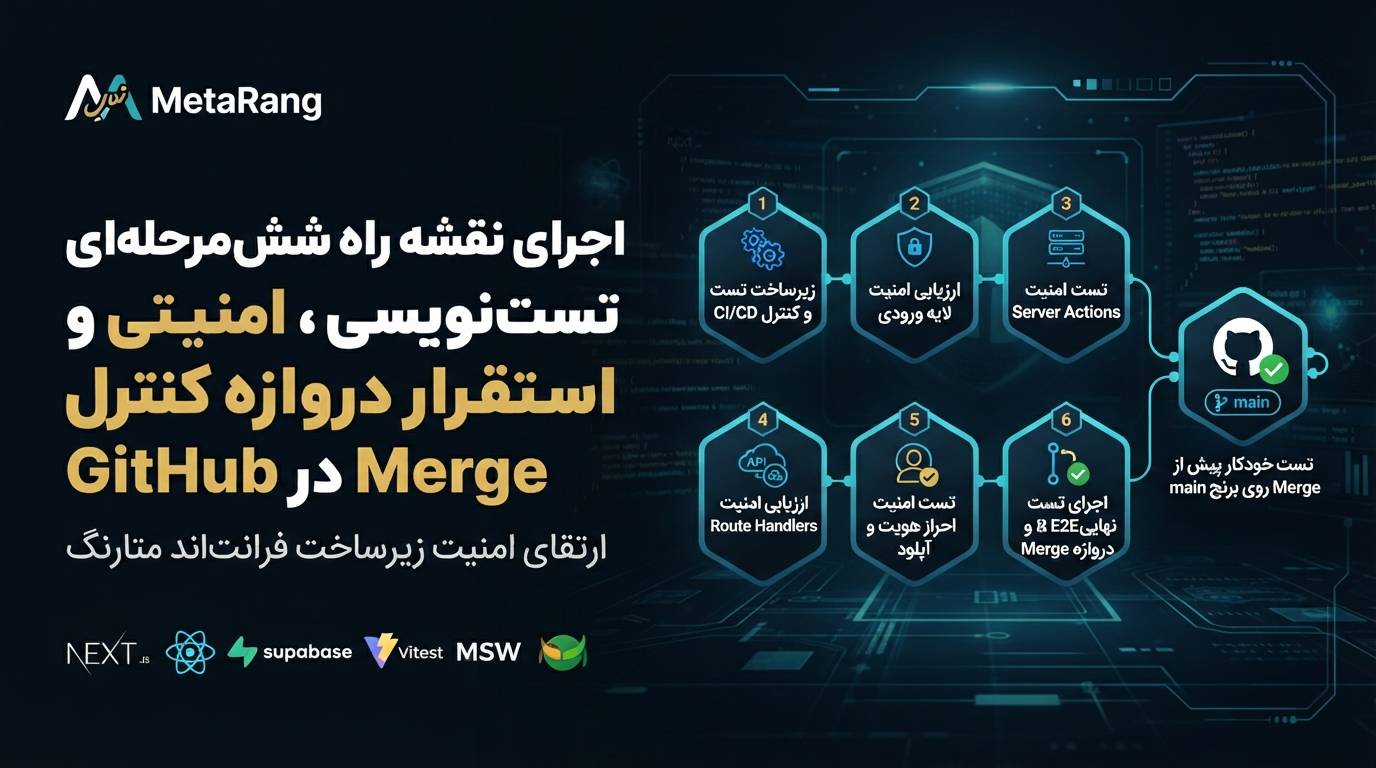 MetaRang
اجرای نقشه راه شش‌مرحله‌ای
تست‌نویسی، امنیتی و
استقرار دروازه کنترل
Merge در GitHub
ارتقای امنیت زیرساخت فرانت‌اند متارنگ
NEXT.JS
supabase
Vitest
MSW
1
زیرساخت تست
و کنترل CI/CD
2
ارزیابی امنیت
لایه ورودی
3
تست امنیت
Server Actions
4
API
ارزیابی امنیت
Route Handlers
5
تست امنیت
احراز هویت و
آپلود
6
اجرای تست
نهایی E2E & و
دروازه Merge
main
تست خودکار پیش از
Merge روی برنچ main